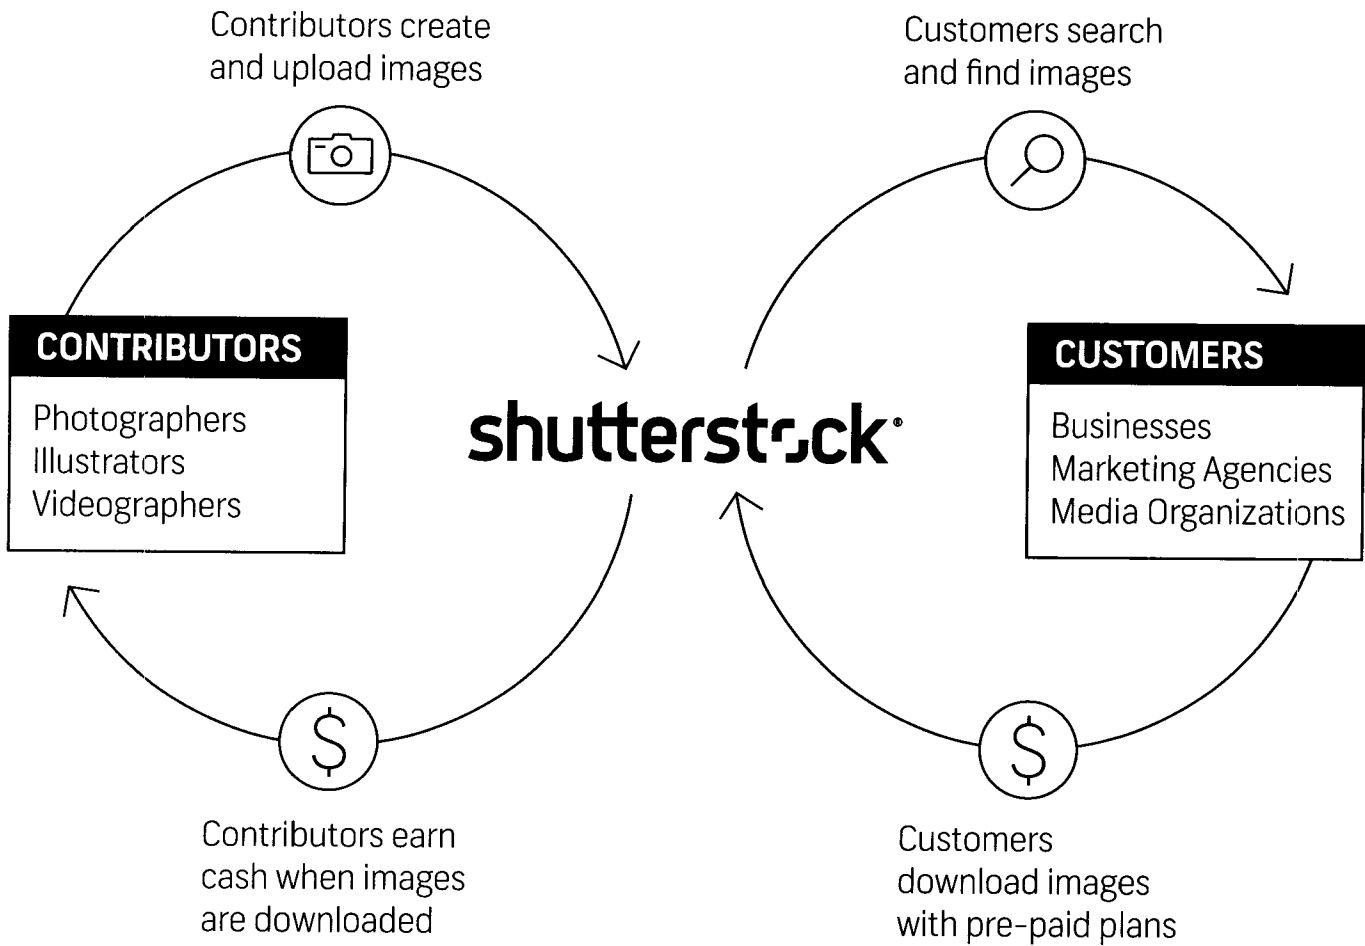 Contributors create
and upload images
Customers search
and find images
CONTRIBUTORS
Photographers
Illustrators
Videographers
shutterstock®
CUSTOMERS
Businesses
Marketing Agencies
Media Organizations
$
$
Contributors earn
cash when images
are downloaded
Customers
download images
with pre-paid plans